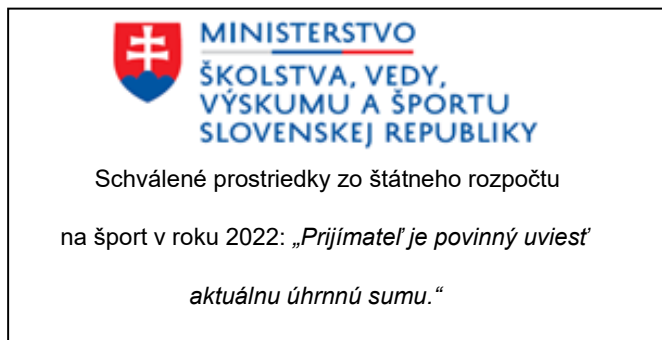 MINISTERSTVO
ŠKOLSTVA, VEDY,
VÝSKUMU A ŠPORTU
SLOVENSKEJ REPUBLIKY
Schválené prostriedky zo štátneho rozpočtu
na šport v roku 2022: „Prijímateľ je povinný uviesť
aktuálnu úhrnnú sumu.“